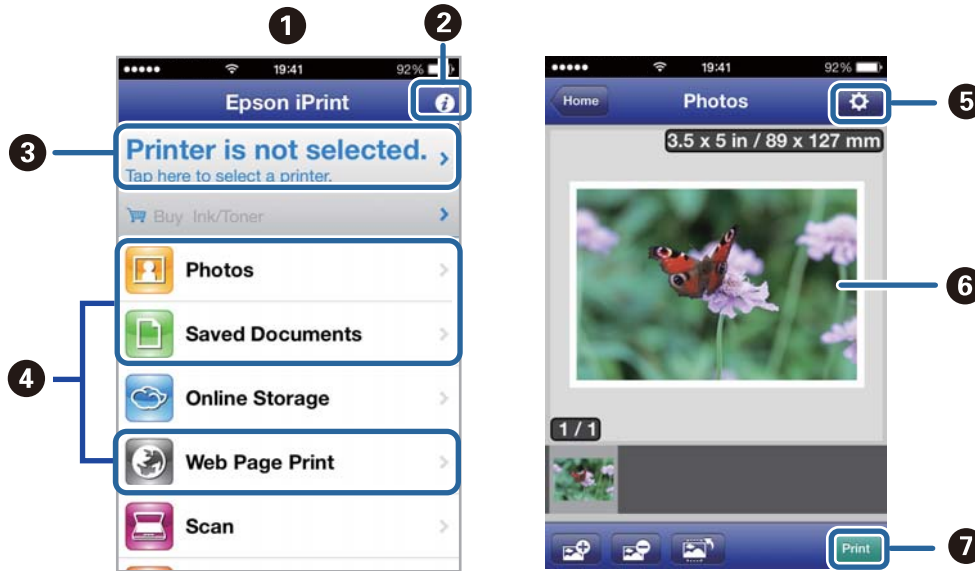 1
2
19:41
92%
Epson iPrint
i
3
Printer is not selected.
Tap here to select a printer.
Buy Ink/Toner
Photos
Saved Documents
4
Online Storage
Web Page Print
Scan
19:41
92%
Home
Photos
5
3.5 x 5 in / 89 x 127 mm
6
1 / 1
Print
7